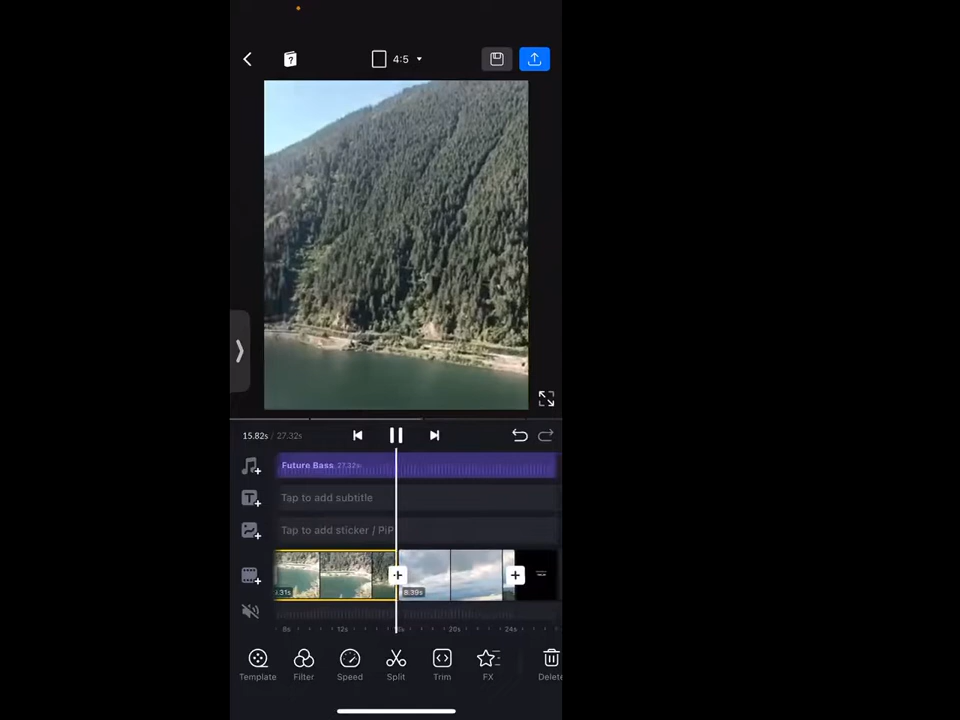 4:5
15.82s / 27.32s
Future Bass 27.32s
Tap to add subtitle
Tap to add sticker / PiP
.31s
8.39s
8s 12s 20s 24s
Template Filter Speed Split Trim FX Delete